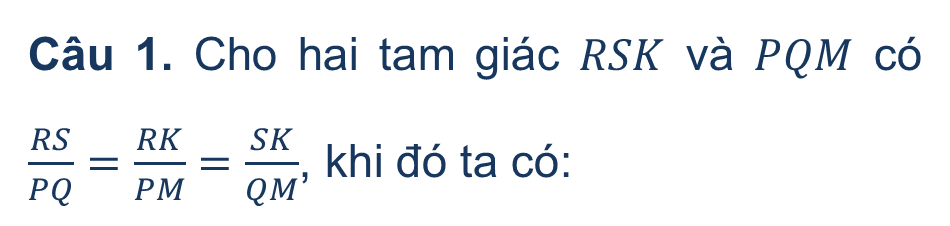 Câu 1. Cho hai tam giác RSK và PQM có
RS/PQ = RK/PM = SK/QM, khi đó ta có: